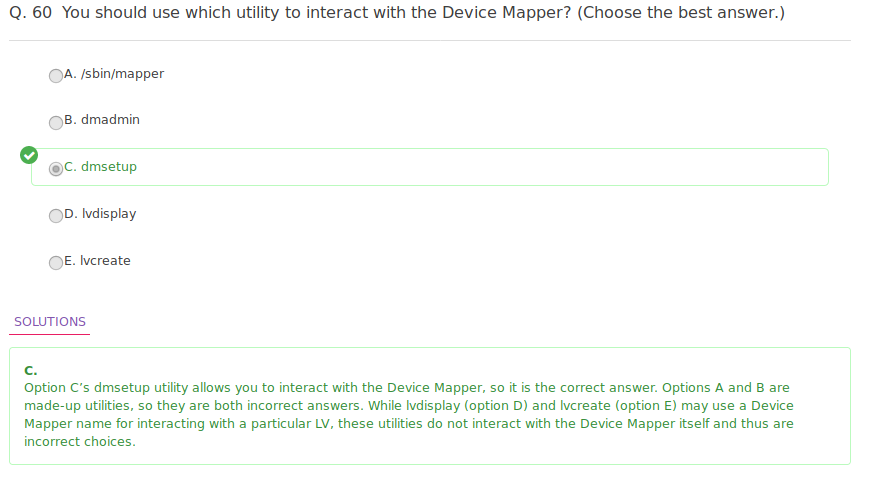 Q. 60 You should use which utility to interact with the Device Mapper? (Choose the best answer.)
A. /sbin/mapper
B. dmadmin
C. dmsetup
D. lvdisplay
E. lvcreate
SOLUTIONS
C.
Option C’s dmsetup utility allows you to interact with the Device Mapper, so it is the correct answer. Options A and B are
made-up utilities, so they are both incorrect answers. While lvdisplay (option D) and lvcreate (option E) may use a Device
Mapper name for interacting with a particular LV, these utilities do not interact with the Device Mapper itself and thus are
incorrect choices.